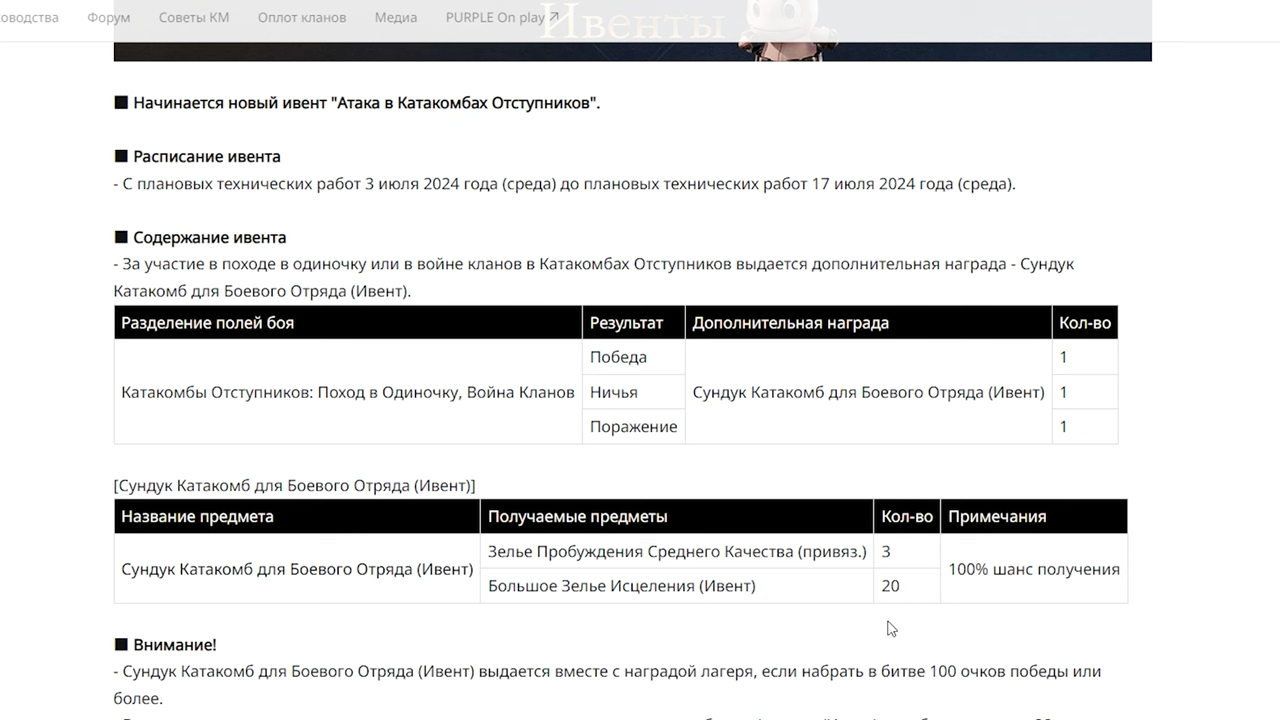 оводства Форум Советы КМ Оплот кланов Медиа PURPLE On play
Ивенты
■ Начинается новый ивент "Атака в Катакомбах Отступников".
■ Расписание ивента
- С плановых технических работ 3 июля 2024 года (среда) до плановых технических работ 17 июля 2024 года (среда).
■ Содержание ивента
- За участие в походе в одиночку или в войне кланов в Катакомбах Отступников выдается дополнительная награда - Сундук
Катакомб для Боевого Отряда (Ивент).
Разделение полей боя Результат Дополнительная награда Кол-во
Победа 1
Катакомбы Отступников: Поход в Одиночку, Война Кланов Ничья Сундук Катакомб для Боевого Отряда (Ивент) 1
Поражение 1
[Сундук Катакомб для Боевого Отряда (Ивент)]
Название предмета Получаемые предметы Кол-во Примечания
Зелье Пробуждения Среднего Качества (привяз.) 3
Сундук Катакомб для Боевого Отряда (Ивент) 100% шанс получения
Большое Зелье Исцеления (Ивент) 20
■ Внимание!
- Сундук Катакомб для Боевого Отряда (Ивент) выдается вместе с наградой лагеря, если набрать в битве 100 очков победы или
более.